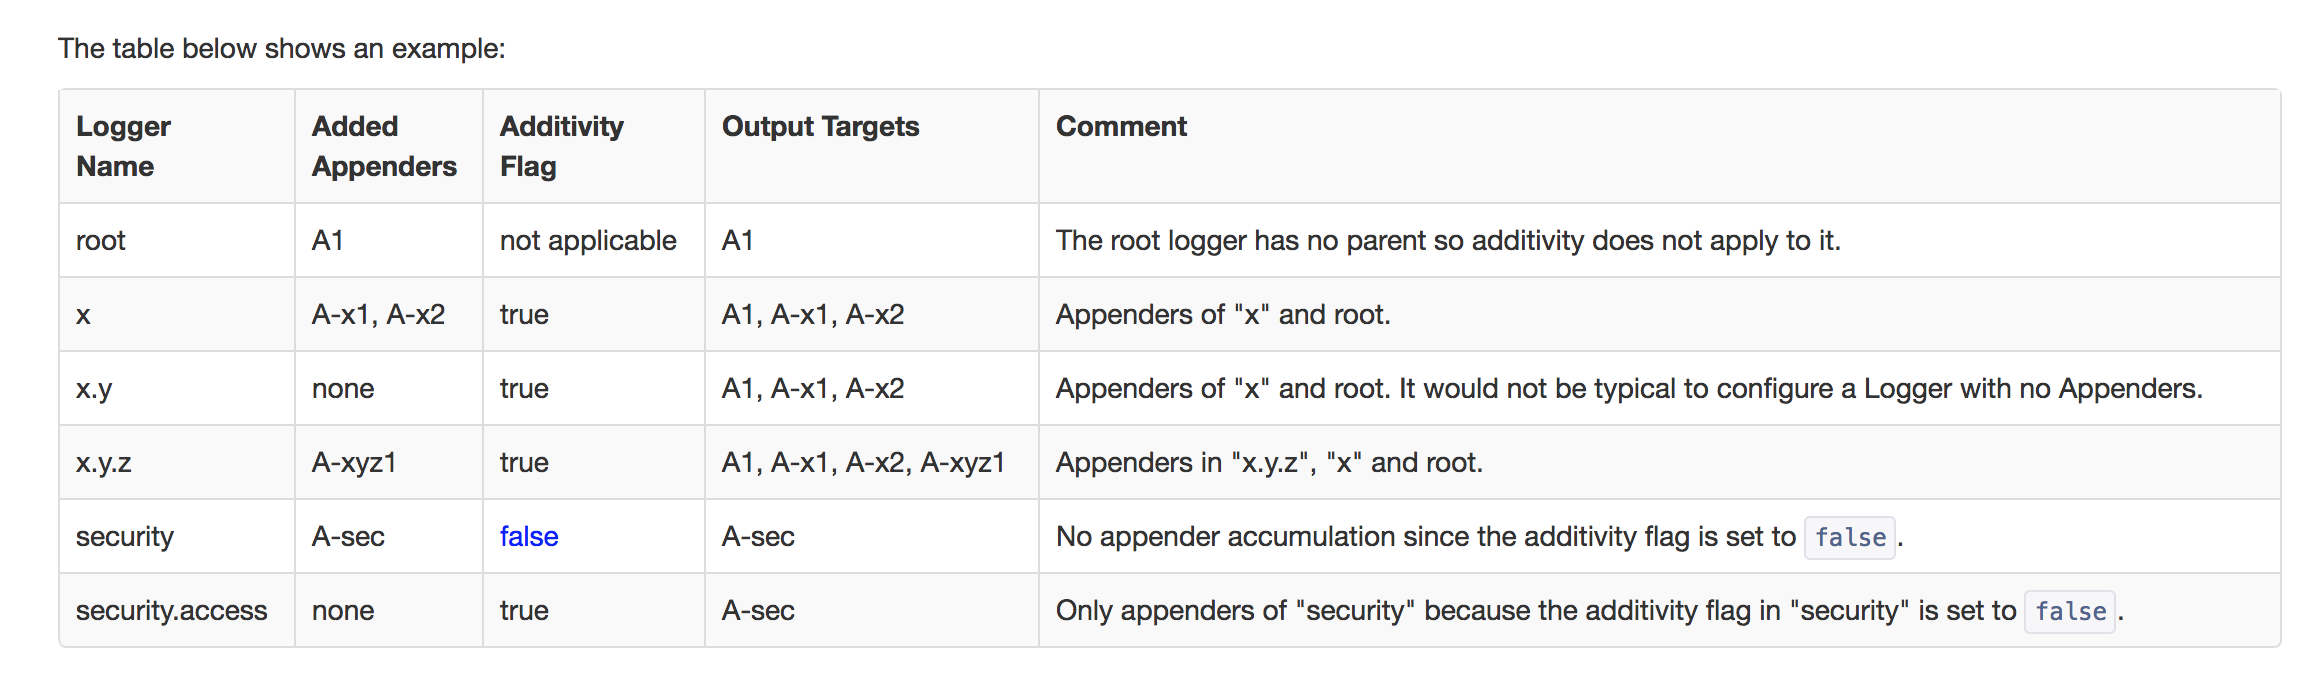 The table below shows an example:
Logger Name | Added Appenders | Additivity Flag | Output Targets | Comment
root | A1 | not applicable | A1 | The root logger has no parent so additivity does not apply to it.
x | A-x1, A-x2 | true | A1, A-x1, A-x2 | Appenders of "x" and root.
x.y | none | true | A1, A-x1, A-x2 | Appenders of "x" and root. It would not be typical to configure a Logger with no Appenders.
x.y.z | A-xyz1 | true | A1, A-x1, A-x2, A-xyz1 | Appenders in "x.y.z", "x" and root.
security | A-sec | false | A-sec | No appender accumulation since the additivity flag is set to false.
security.access | none | true | A-sec | Only appenders of "security" because the additivity flag in "security" is set to false.